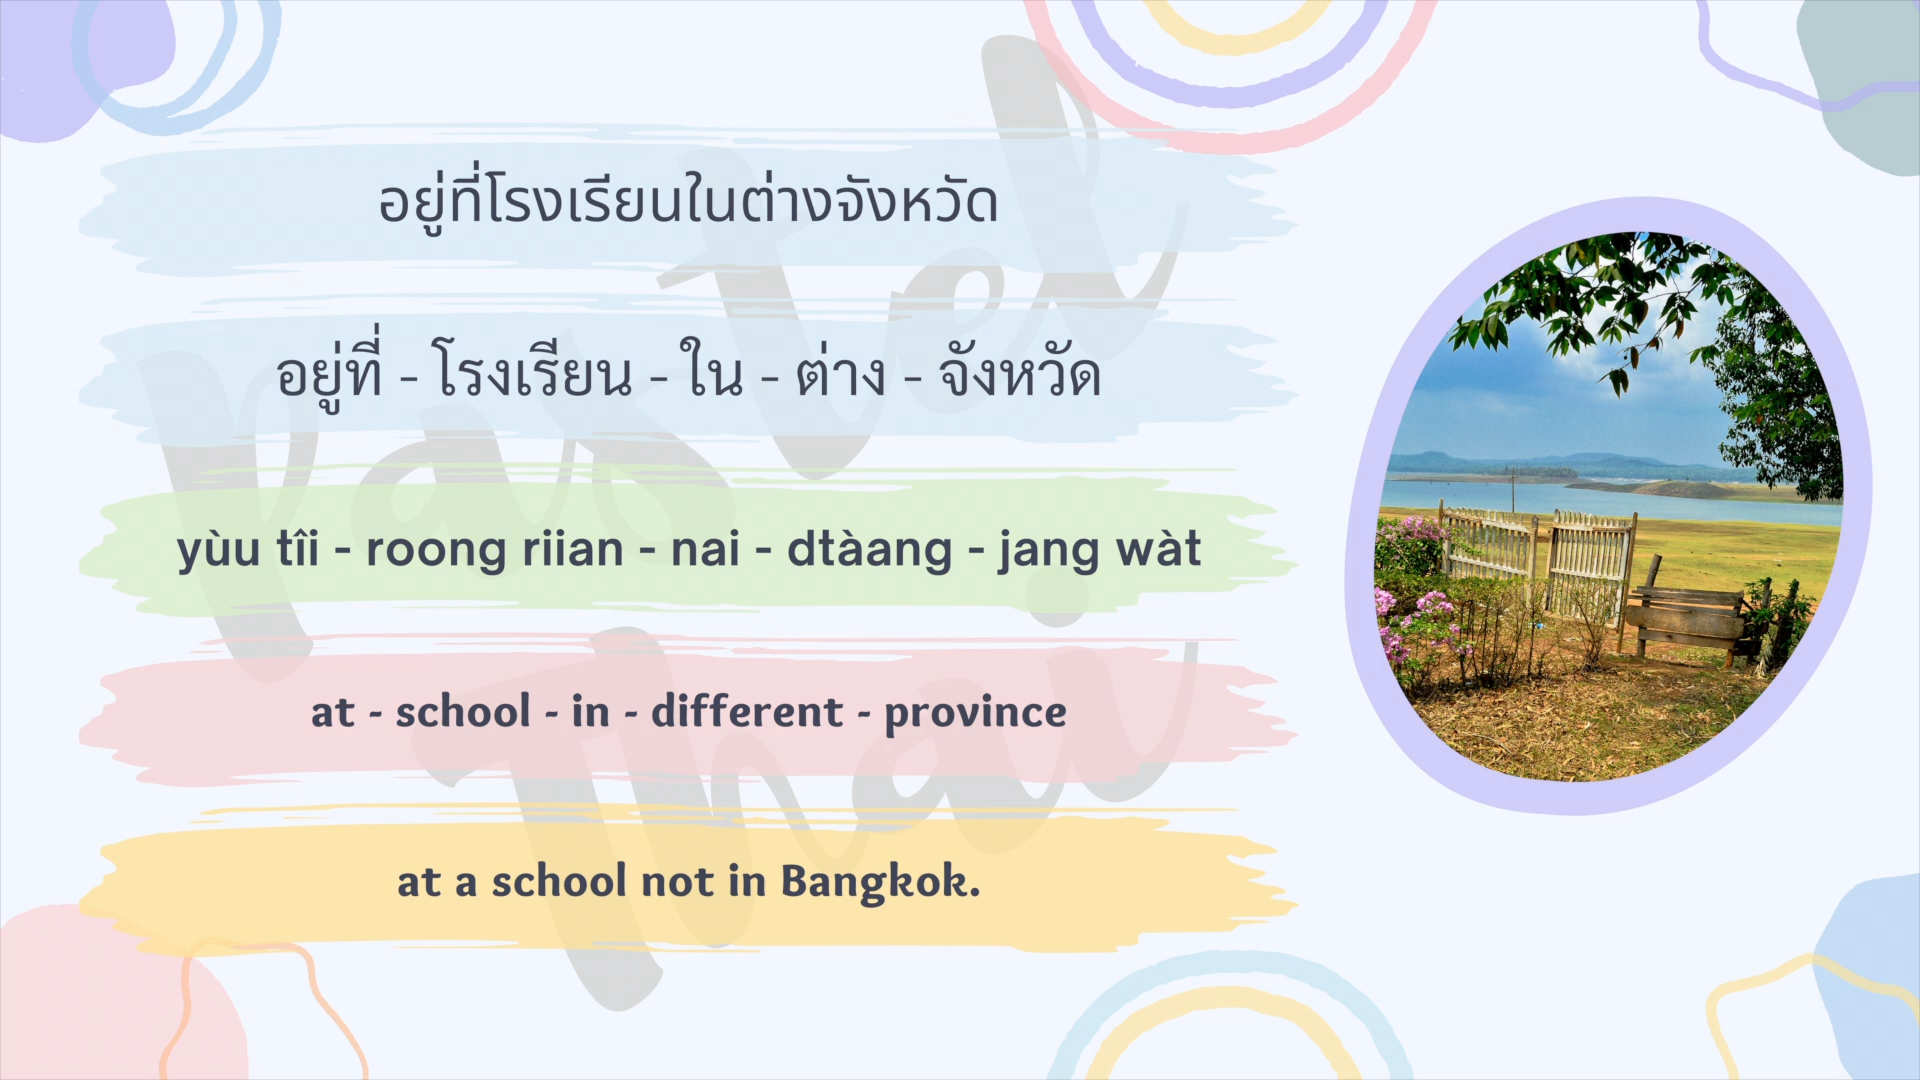 อยู่ที่โรงเรียนในต่างจังหวัด
อยู่ที่ - โรงเรียน - ใน - ต่าง - จังหวัด
yùu tîi - roong riian - nai - dtàang - jang wàt
at - school - in - different - province
at a school not in Bangkok.
Pastel
Thai